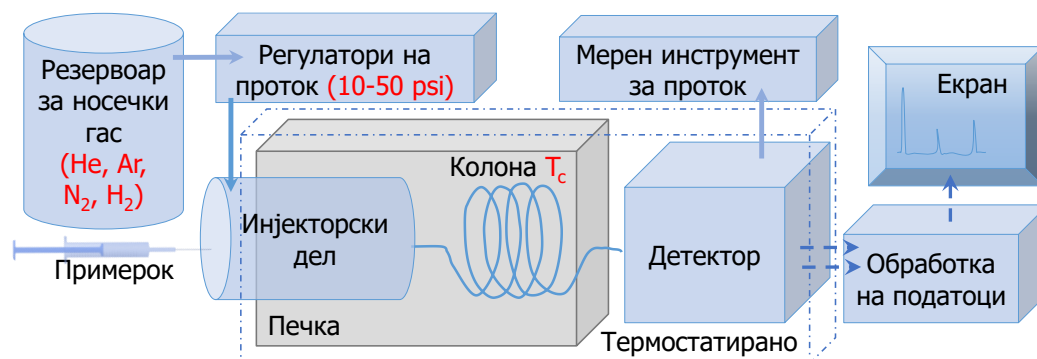 Резервоар
за носечки
гас
(He, Ar,
N₂, H₂)
Регулатори на
проток (10-50 psi)
Мерен инструмент
за проток
Екран
Колона Tc
Инјекторски
дел
Детектор
Примерок
Печка
Термостатирано
Обработка
на податоци